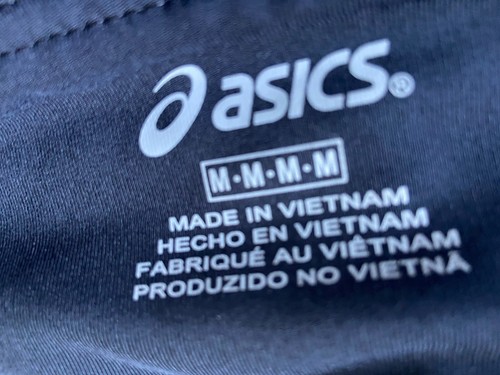 asics®
M·M·M·M
MADE IN VIETNAM
HECHO EN VIETNAM
FABRIQUÉ AU VIÊTNAM
PRODUZIDO NO VIETNÃ